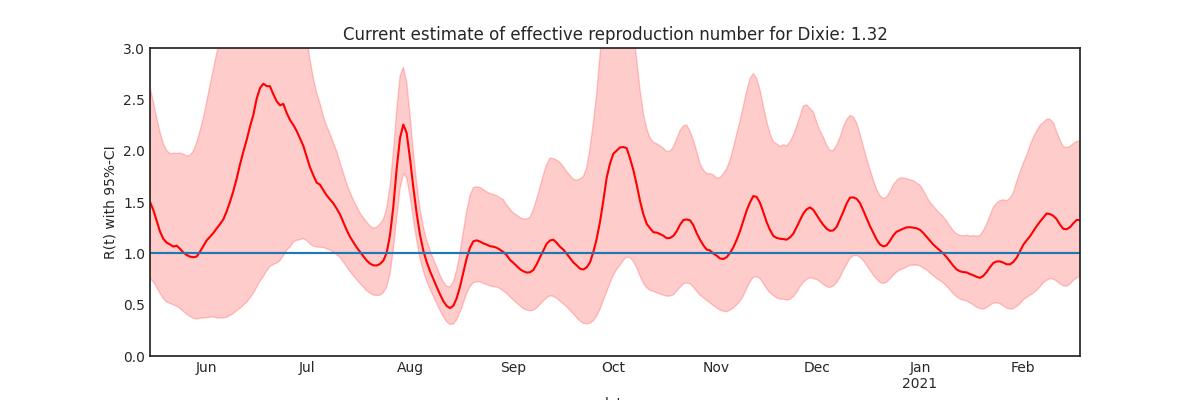 Current estimate of effective reproduction number for Dixie: 1.32
R(t) with 95%-CI
3.0
2.5
2.0
1.5
1.0
0.5
0.0
Jun Jul Aug Sep Oct Nov Dec Jan Feb
2021